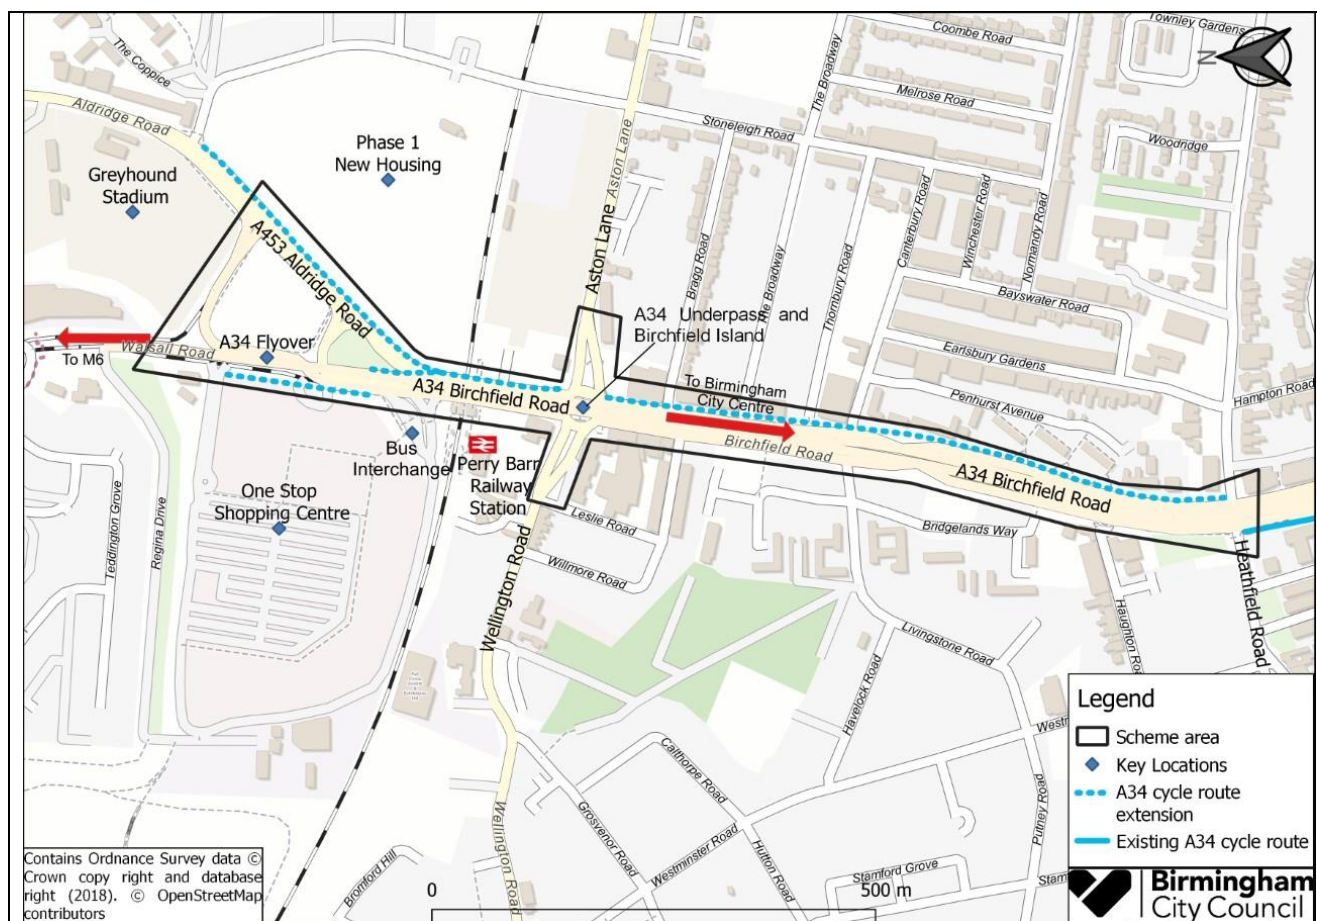 Townley Gardens
Coombe Road
The Broadway
The Coppice
N
Melrose Road
Aldridge Road
Stoneleigh Road
Woodridge
Phase 1
New Housing
Greyhound
Stadium
Aston Lane
Aston Lane
Canterbury Road
Winchester Road
Normandy Road
A453 Aldridge Road
Bragg Road
The Broadway
Thornbury Road
Bayswater Road
A34 Underpass and
Birchfield Island
A34 Flyover
Walsall Road
To M6
Earlsbury Gardens
Hampton Road
A34 Birchfield Road
To Birmingham
City Centre
Penhurst Avenue
Birchfield Road
Bus
Interchange
Perry Barr
Railway
Station
A34 Birchfield Road
One Stop
Shopping Centre
Leslie Road
Bridgelands Way
Teddington Grove
Regina Drive
Willmore Road
Wellington Road
Heathfield Road
Haughton Road
Livingstone Road
Havelock Road
Westm
Calthorpe Road
Putney Road
Wellington Road
Grosvenor Road
Westminster Road
Hutton Road
Stamford Grove
Stam
Bromford Hill
Legend
Scheme area
Key Locations
A34 cycle route
extension
Existing A34 cycle route
Contains Ordnance Survey data ©
Crown copy right and database
right (2018). © OpenStreetMap
contributors
0 500 m
Birmingham
City Council